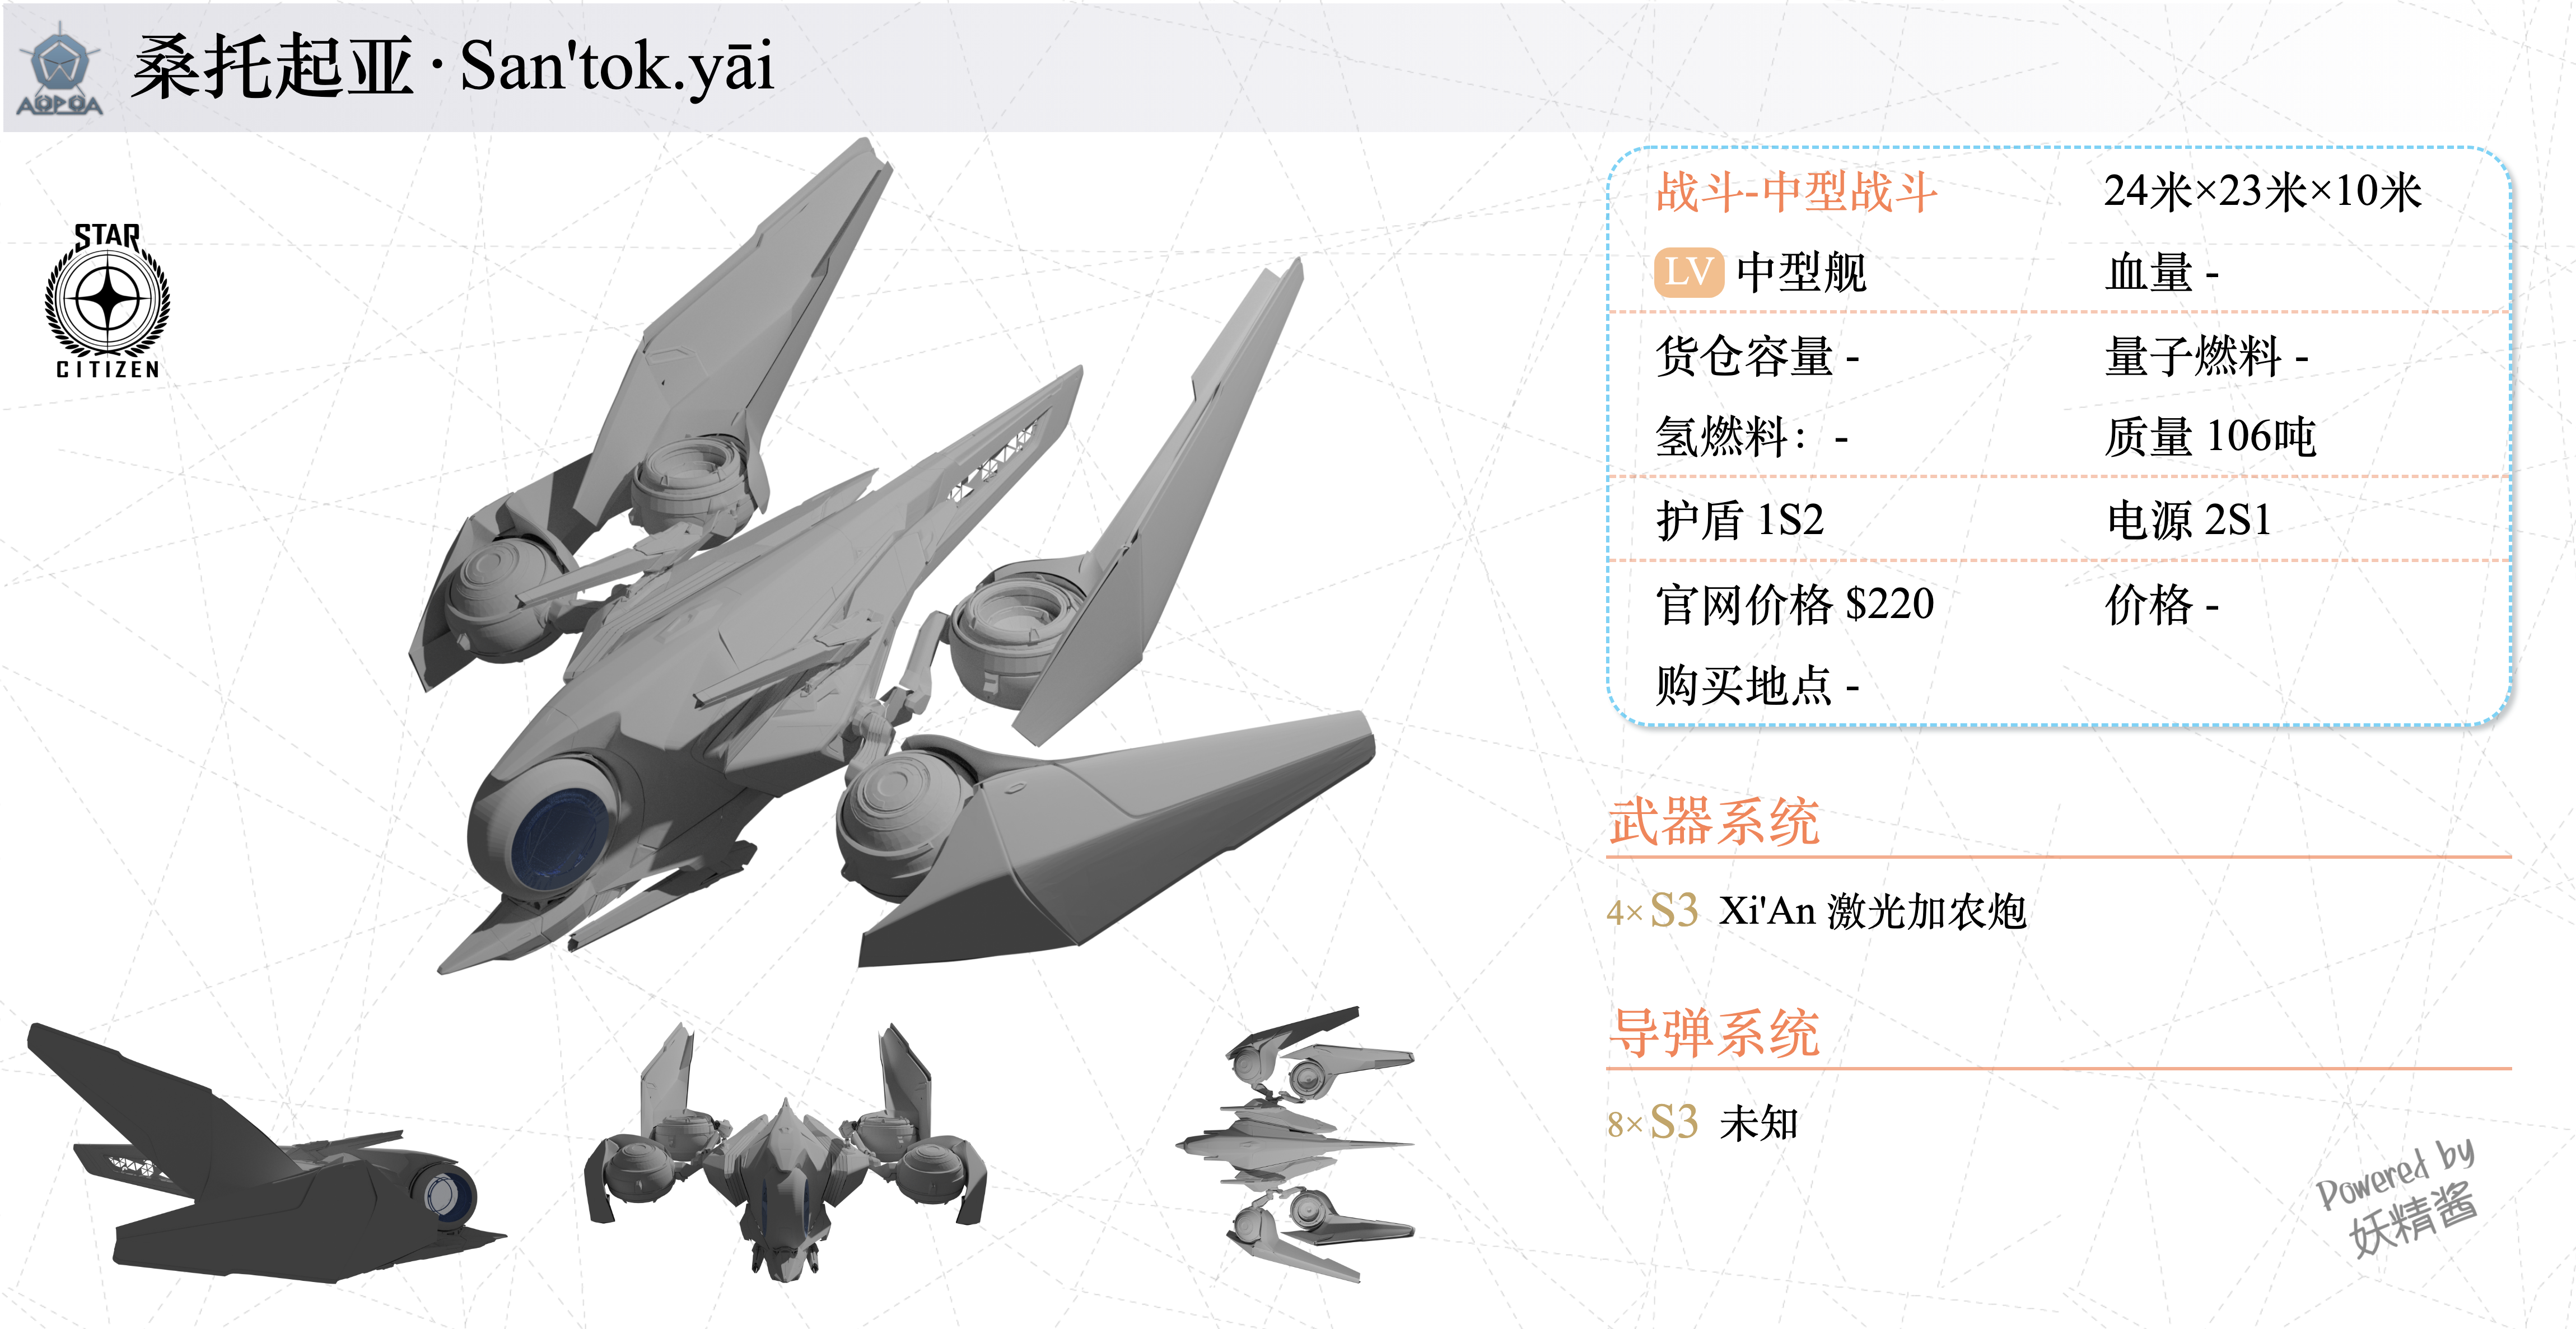 桑托起亚·San'tok.yāi
AOPOA
STAR
CITIZEN
战斗-中型战斗 24米×23米×10米
LV 中型舰 血量 -
货仓容量 - 量子燃料 -
氢燃料：- 质量 106吨
护盾 1S2 电源 2S1
官网价格 $220 价格 -
购买地点 -
武器系统
4× S3 Xi'An 激光加农炮
导弹系统
8× S3 未知
Powered by
妖精酱